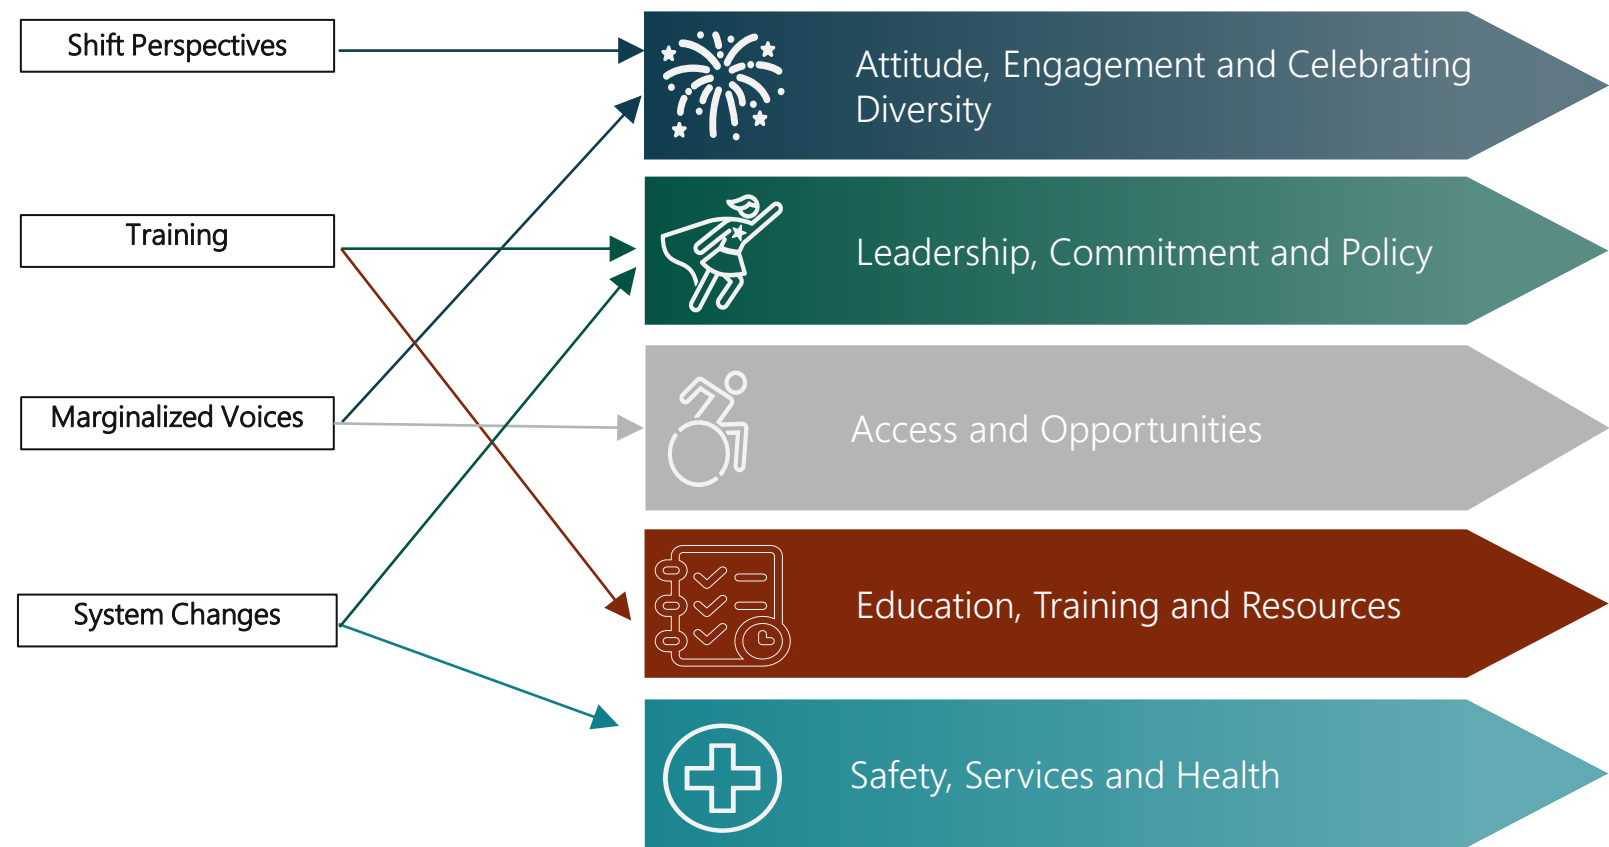 Shift Perspectives
Attitude, Engagement and Celebrating
Diversity
Training
Leadership, Commitment and Policy
Marginalized Voices
Access and Opportunities
System Changes
Education, Training and Resources
Safety, Services and Health